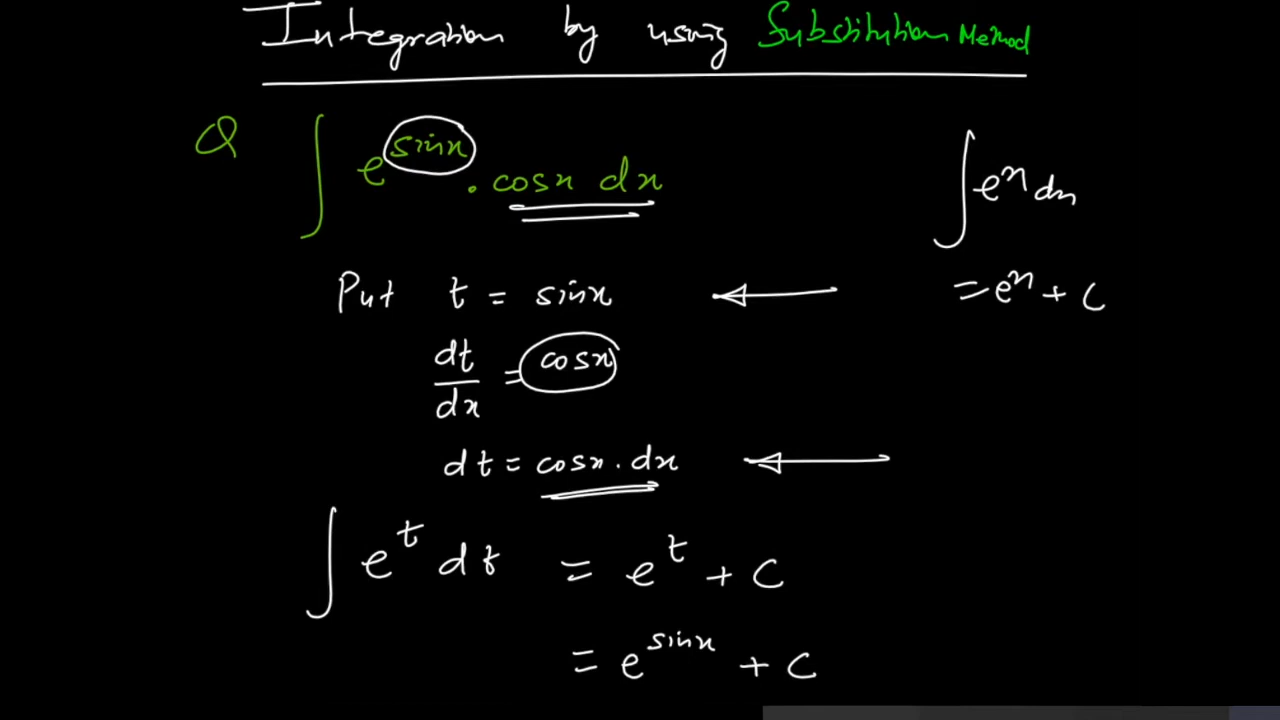 Integration by using Substitution Method
Q ∫ e^sinx . cosx dx
∫ e^x dx
= e^x + c
Put t = sinx
dt/dx = cosx
dt = cosx . dx
∫ e^t dt = e^t + c
= e^sinx + c